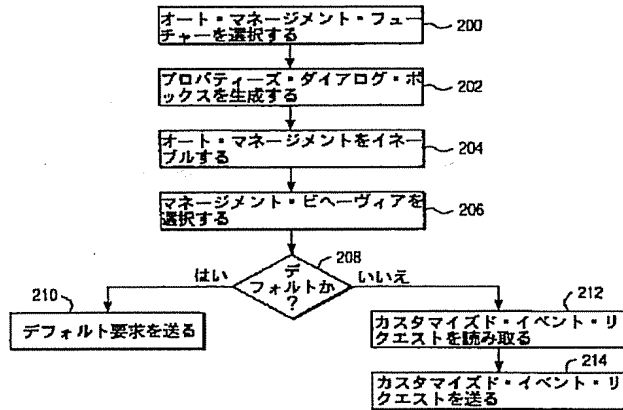 オート・マネージメント・フュー
チャーを選択する
200
プロパティーズ・ダイアログ・ボ
ックスを生成する
202
オート・マネージメントをイネー
ブルする
204
マネージメント・ビヘーヴィアを
選択する
206
208
デ
フォルトか
?
はい
いいえ
210
デフォルト要求を送る
212
カスタマイズド・イベント・リ
クエストを読み取る
214
カスタマイズド・イベント・リ
クエストを送る